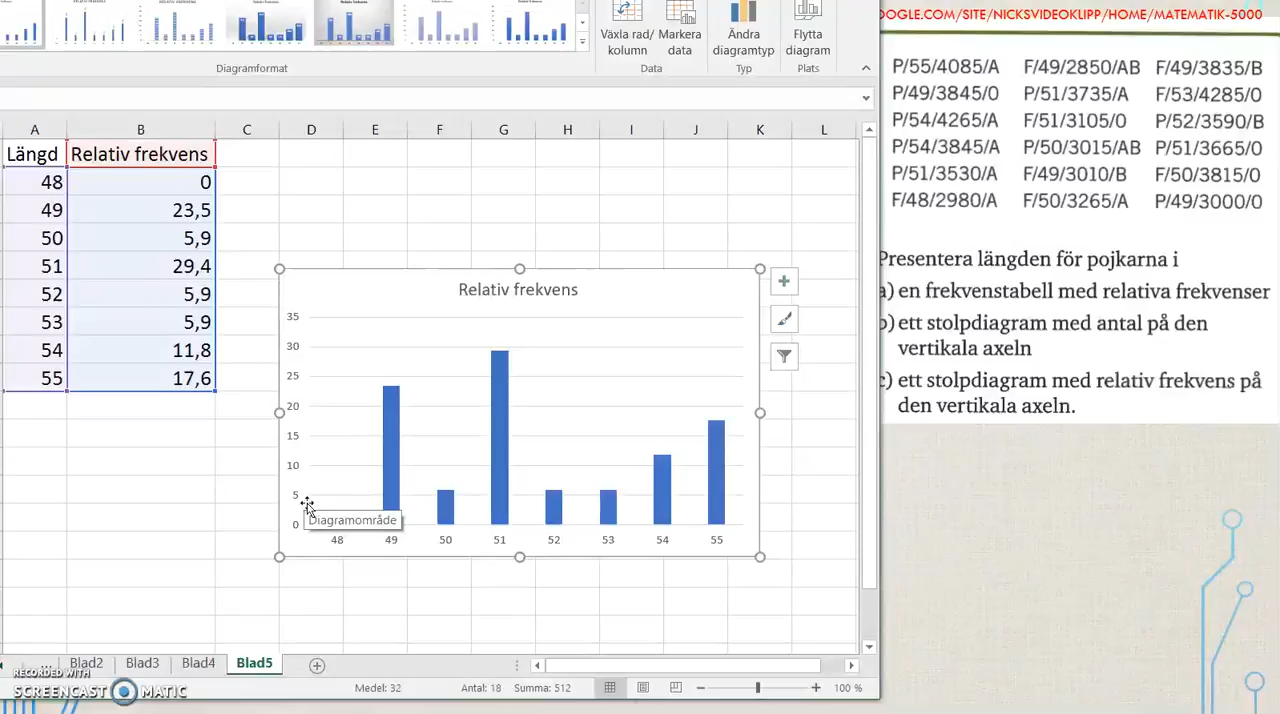 Växla rad/
kolumn
Markera
data
Ändra
diagramtyp
Flytta
diagram
Diagramformat
Data
Typ
Plats
A B C D E F G H I J K L
Längd Relativ frekvens
48 0
49 23,5
50 5,9
51 29,4
52 5,9
53 5,9
54 11,8
55 17,6
Relativ frekvens
35
30
25
20
15
10
5
0
Diagramområde
48 49 50 51 52 53 54 55
Blad2 Blad3 Blad4 Blad5
Medel: 32 Antal: 18 Summa: 512 100 %
RECORDED WITH
SCREENCAST MATIC
OOGLE.COM/SITE/NICKSVIDEOKLIPP/HOME/MATEMATIK-5000
P/55/4085/A F/49/2850/AB F/49/3835/B
P/49/3845/0 P/51/3735/A F/53/4285/0
P/54/4265/A F/51/3105/0 P/52/3590/B
P/54/3845/A P/50/3015/AB P/51/3665/0
P/51/3530/A F/49/3010/B F/50/3815/0
F/48/2980/A F/50/3265/A P/49/3000/0
Presentera längden för pojkarna i
a) en frekvenstabell med relativa frekvenser
b) ett stolpdiagram med antal på den
vertikala axeln
c) ett stolpdiagram med relativ frekvens på
den vertikala axeln.